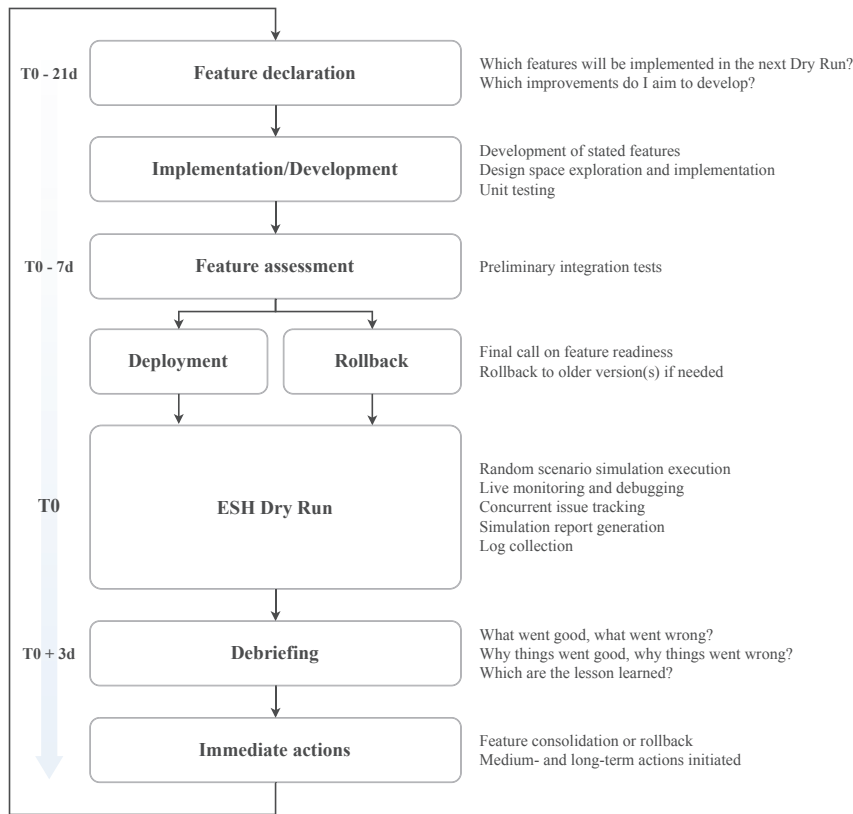 T0 - 21d
Feature declaration
Which features will be implemented in the next Dry Run?
Which improvements do I aim to develop?
Implementation/Development
Development of stated features
Design space exploration and implementation
Unit testing
T0 - 7d
Feature assessment
Preliminary integration tests
Deployment
Rollback
Final call on feature readiness
Rollback to older version(s) if needed
T0
ESH Dry Run
Random scenario simulation execution
Live monitoring and debugging
Concurrent issue tracking
Simulation report generation
Log collection
T0 + 3d
Debriefing
What went good, what went wrong?
Why things went good, why things went wrong?
Which are the lesson learned?
Immediate actions
Feature consolidation or rollback
Medium- and long-term actions initiated